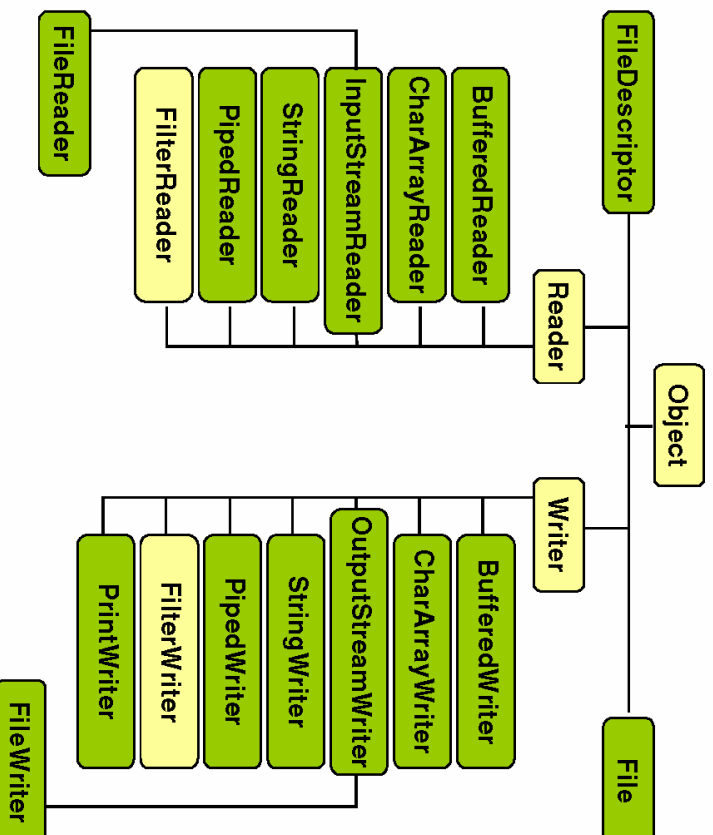 Object
FileDescriptor
Reader
Writer
File
BufferedReader
CharArrayReader
InputStreamReader
StringReader
PipedReader
FilterReader
FileReader
BufferedWriter
CharArrayWriter
OutputStreamWriter
StringWriter
PipedWriter
FilterWriter
PrintWriter
FileWriter